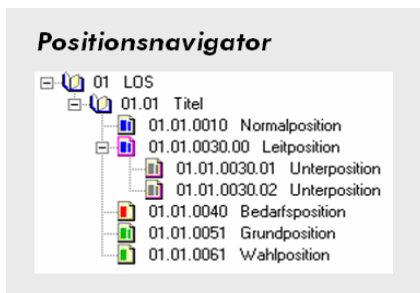 Positionsnavigator
01 LOS
01.01 Titel
01.01.0010 Normalposition
01.01.0030.00 Leitposition
01.01.0030.01 Unterposition
01.01.0030.02 Unterposition
01.01.0040 Bedarfsposition
01.01.0051 Grundposition
01.01.0061 Wahlposition